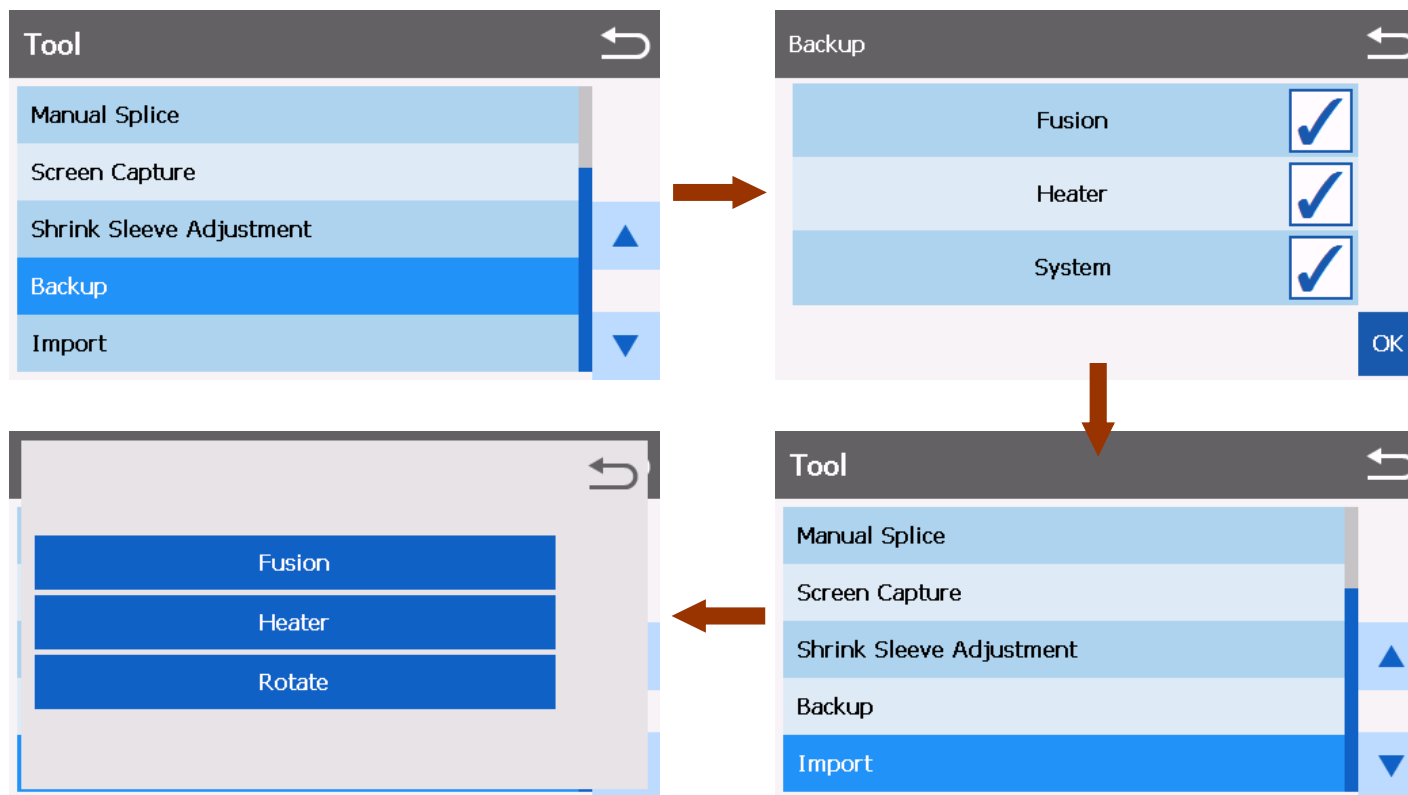 Tool
Manual Splice
Screen Capture
Shrink Sleeve Adjustment
Backup
Import
Backup
Fusion
Heater
System
OK
Fusion
Heater
Rotate
Tool
Manual Splice
Screen Capture
Shrink Sleeve Adjustment
Backup
Import